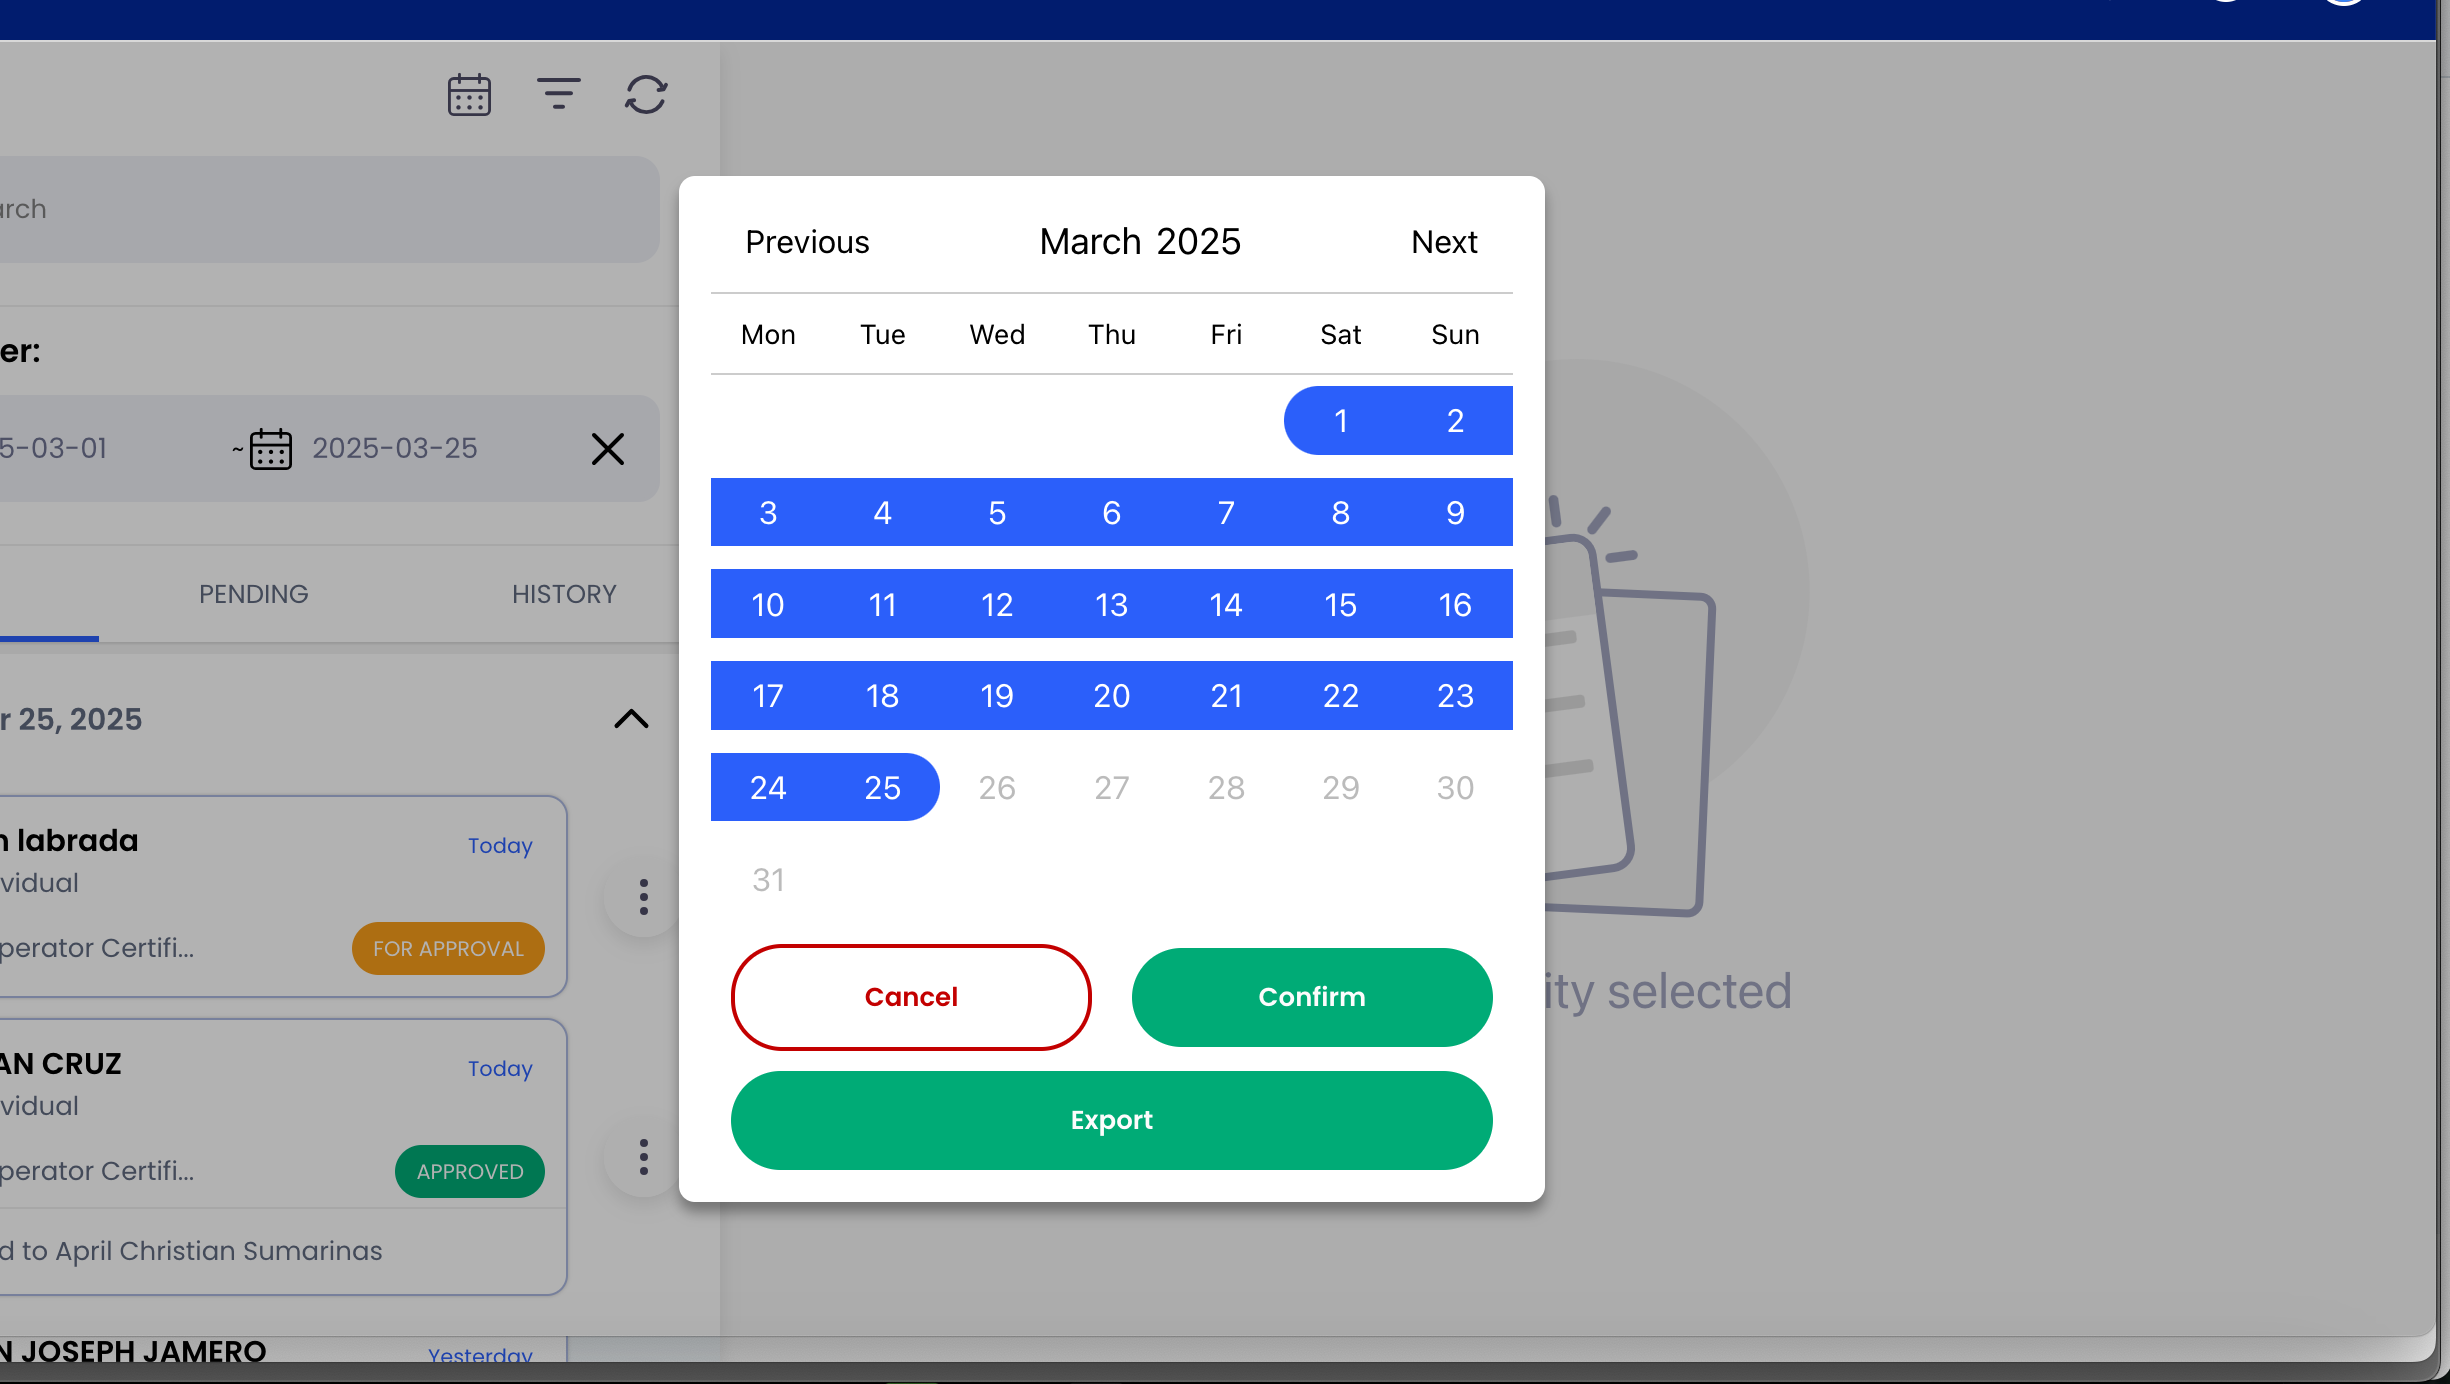 arch
er:
5-03-01 ~ 2025-03-25
PENDING HISTORY
r 25, 2025
n labrada
Today
vidual
perator Certifi...
FOR APPROVAL
AN CRUZ
Today
vidual
perator Certifi...
APPROVED
d to April Christian Sumarinas
N JOSEPH JAMERO
Yesterday
Previous March 2025 Next
Mon Tue Wed Thu Fri Sat Sun
1 2
3 4 5 6 7 8 9
10 11 12 13 14 15 16
17 18 19 20 21 22 23
24 25 26 27 28 29 30
31
Cancel Confirm
Export
ity selected